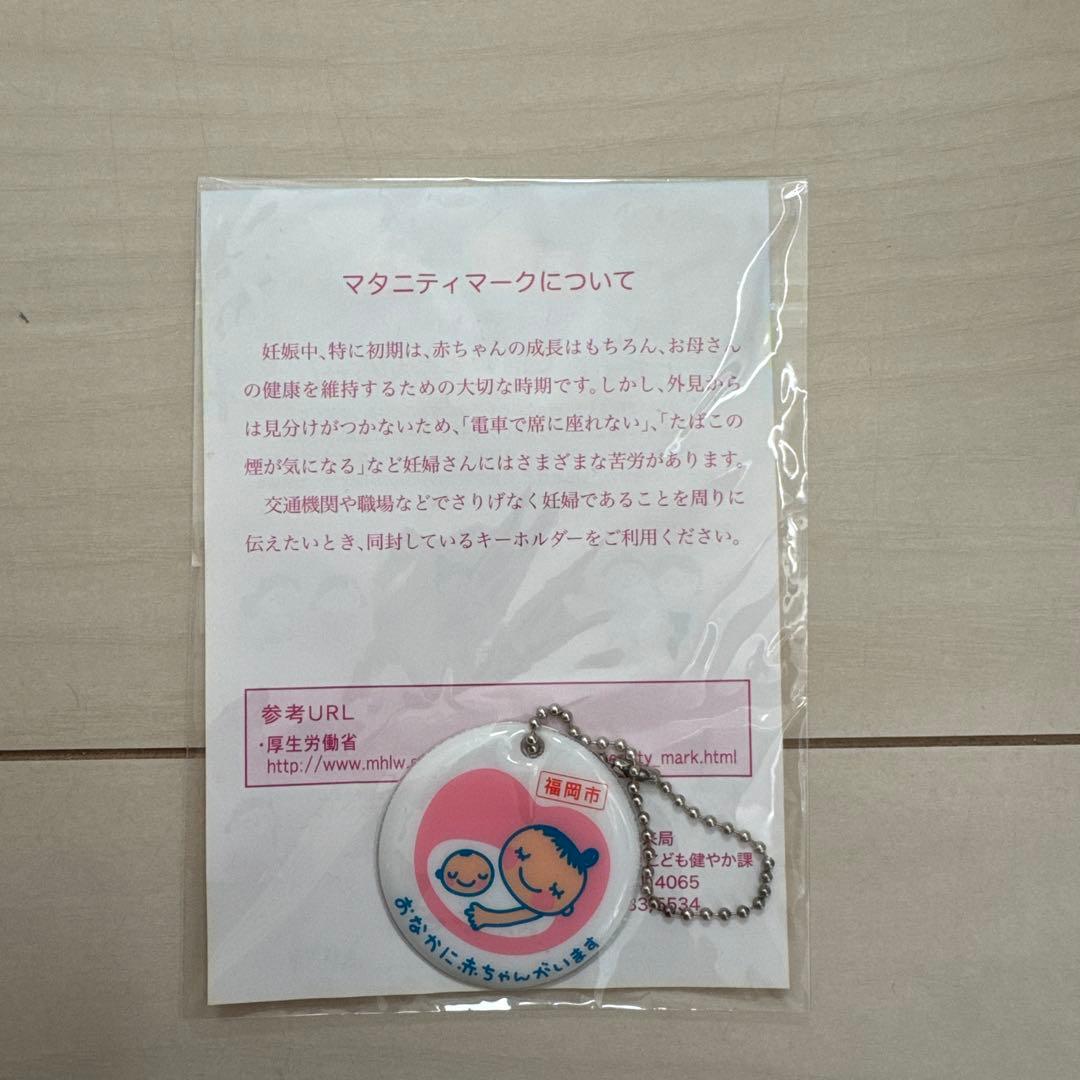 マタニティマークについて
妊娠中、特に初期は、赤ちゃんの成長はもちろん、お母さん
の健康を維持するための大切な時期です。しかし、外見から
は見分けがつかないため、「電車で席に座れない」、「たばこの
煙が気になる」など妊婦さんにはさまざまな苦労があります。
交通機関や職場などでさりげなく妊婦であることを周りに
伝えたいとき、同封しているキーホルダーをご利用ください。
参考URL
・厚生労働省
http://www.mhlw. ty_mark.html
福岡市
おなかに赤ちゃんがいます
来局
こども健やか課
4065
33,5534